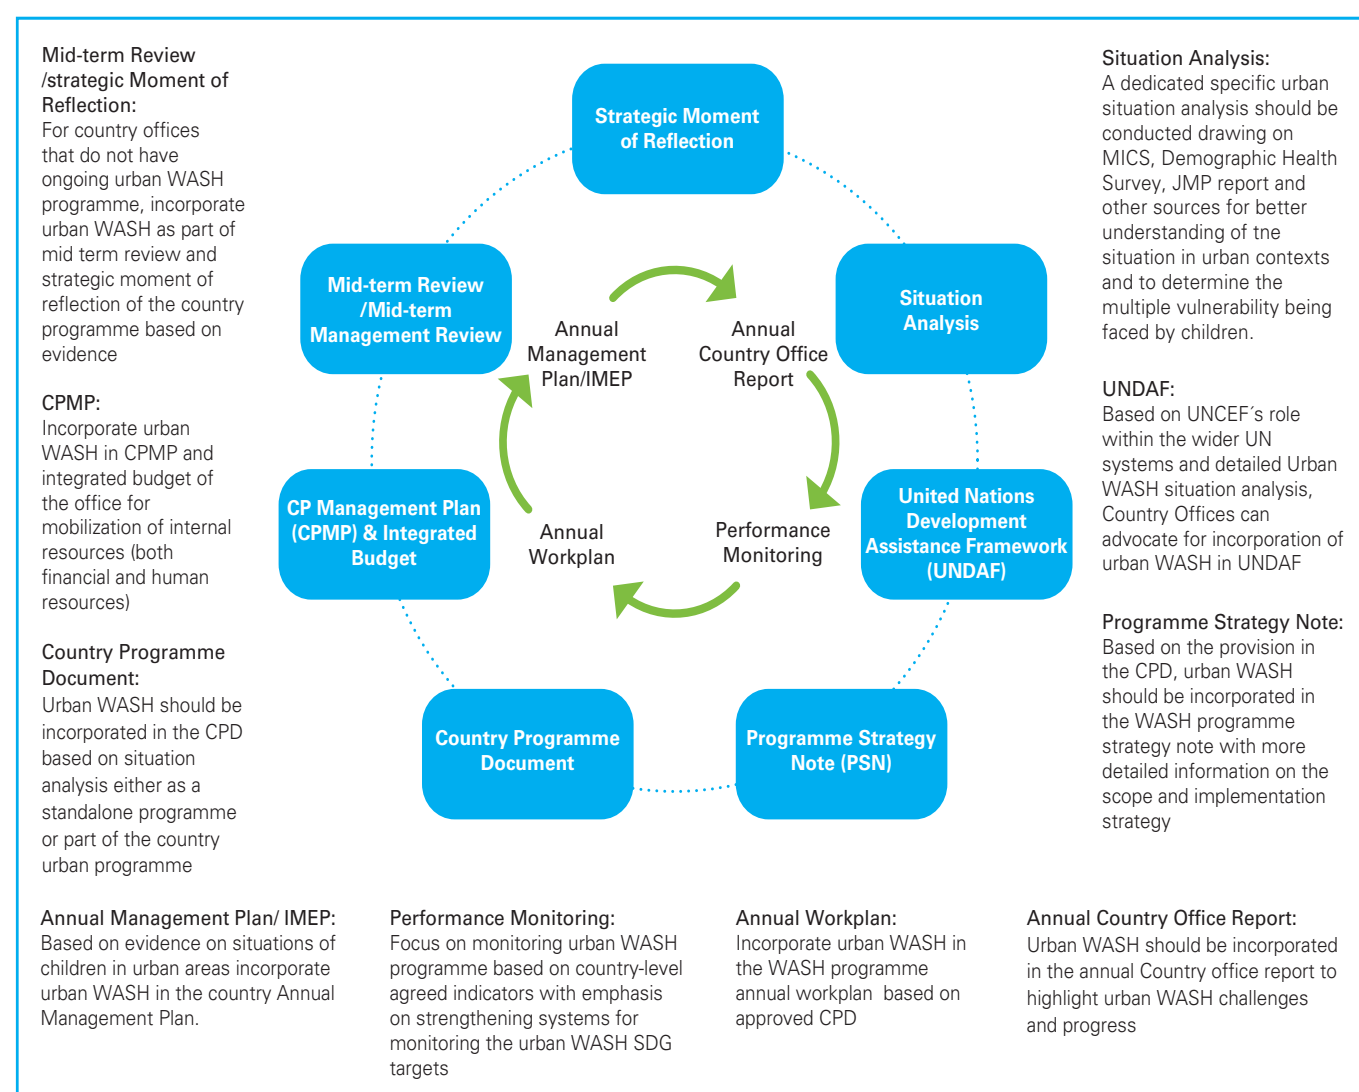 Mid-term Review
/strategic Moment of
Reflection:
For country offices
that do not have
ongoing urban WASH
programme, incorporate
urban WASH as part of
mid term review and
strategic moment of
reflection of the country
programme based on
evidence
CPMP:
Incorporate urban
WASH in CPMP and
integrated budget of
the office for
mobilization of internal
resources (both
financial and human
resources)
Country Programme
Document:
Urban WASH should be
incorporated in the CPD
based on situation
analysis either as a
standalone programme
or part of the country
urban programme
Strategic Moment
of Reflection
Mid-term Review
/Mid-term
Management Review
Situation
Analysis
CP Management Plan
(CPMP) & Integrated
Budget
United Nations
Development
Assistance Framework
(UNDAF)
Country Programme
Document
Programme Strategy
Note (PSN)
Annual
Management
Plan/IMEP
Annual
Country Office
Report
Annual
Workplan
Performance
Monitoring
Situation Analysis:
A dedicated specific urban
situation analysis should be
conducted drawing on
MICS, Demographic Health
Survey, JMP report and
other sources for better
understanding of tne
situation in urban contexts
and to determine the
multiple vulnerability being
faced by children.
UNDAF:
Based on UNCEF´s role
within the wider UN
systems and detailed Urban
WASH situation analysis,
Country Offices can
advocate for incorporation of
urban WASH in UNDAF
Programme Strategy Note:
Based on the provision in
the CPD, urban WASH
should be incorporated in
the WASH programme
strategy note with more
detailed information on the
scope and implementation
strategy
Annual Management Plan/ IMEP:
Based on evidence on situations of
children in urban areas incorporate
urban WASH in the country Annual
Management Plan.
Performance Monitoring:
Focus on monitoring urban WASH
programme based on country-level
agreed indicators with emphasis
on strengthening systems for
monitoring the urban WASH SDG
targets
Annual Workplan:
Incorporate urban WASH in
the WASH programme
annual workplan based on
approved CPD
Annual Country Office Report:
Urban WASH should be incorporated
in the annual Country office report to
highlight urban WASH challenges
and progress